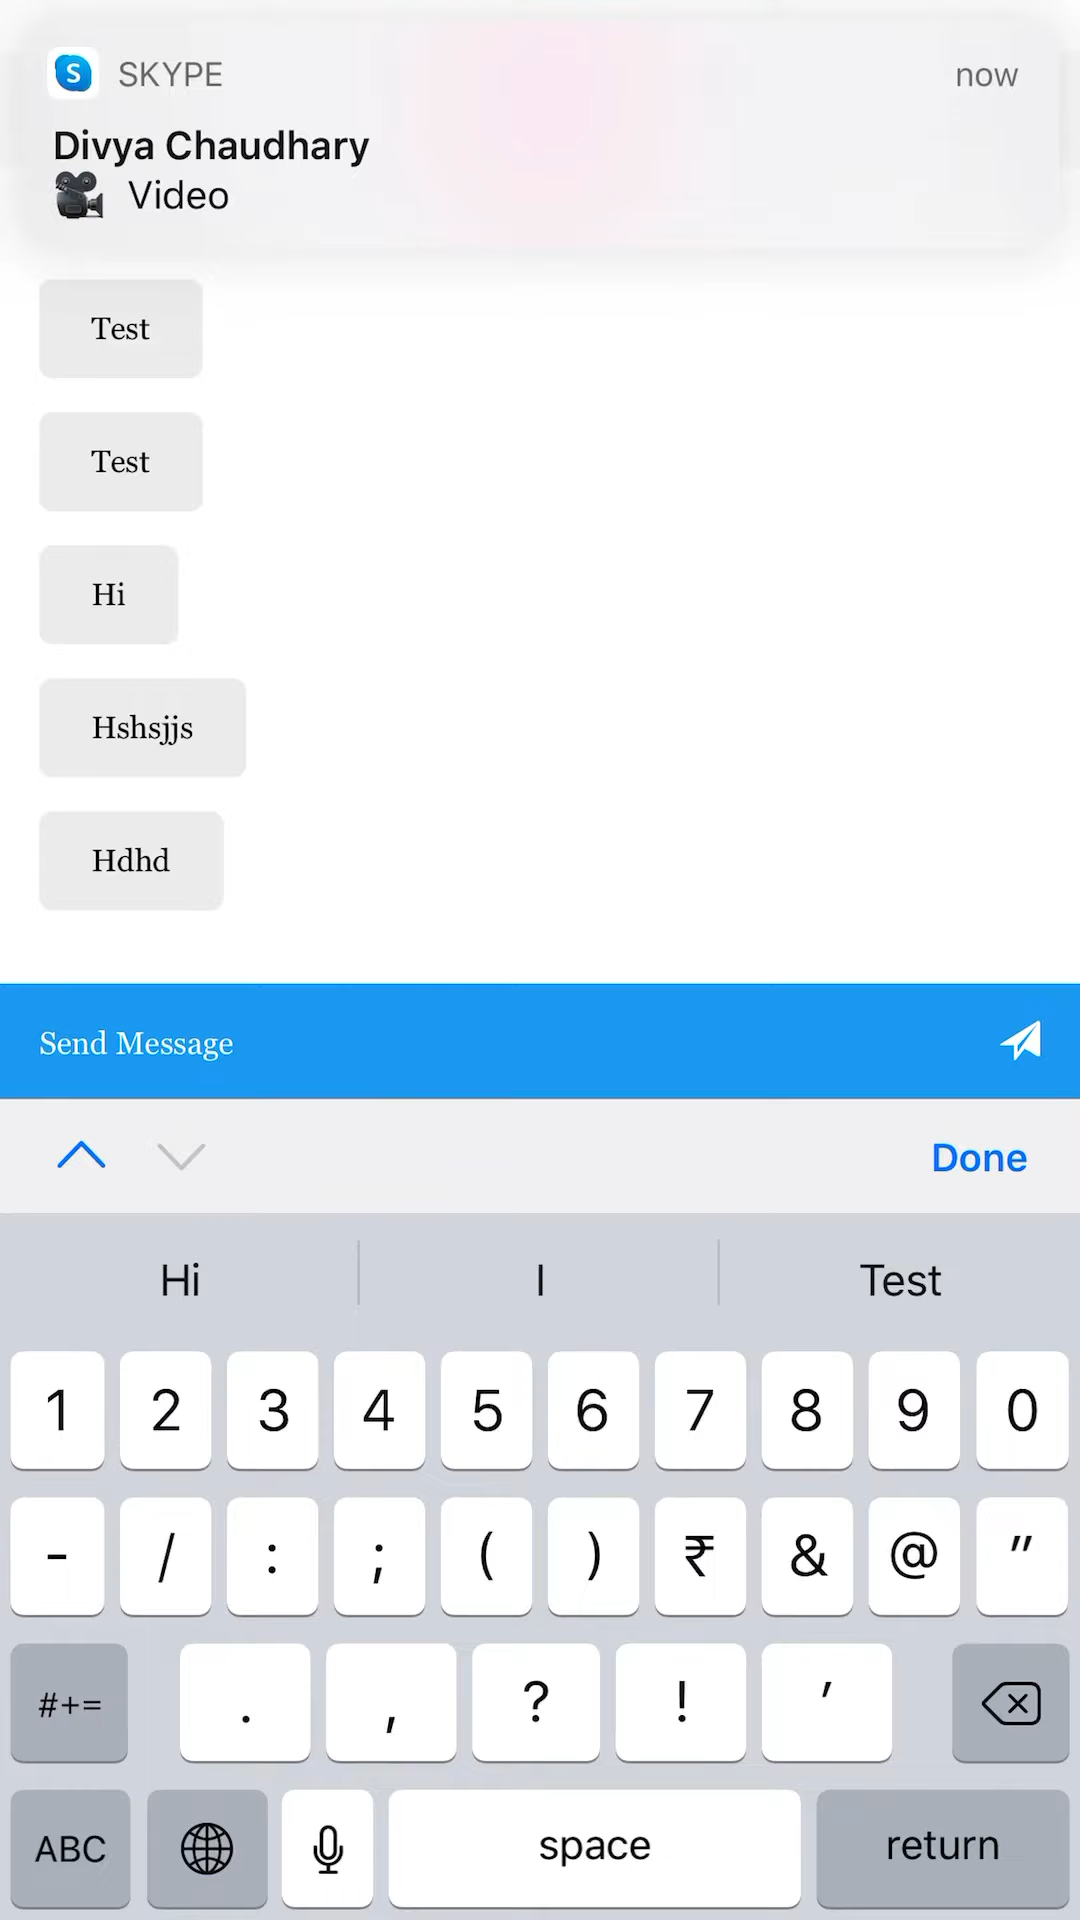 SKYPE now
Divya Chaudhary
🎥 Video
Test
Test
Hi
Hshsjjs
Hdhd
Send Message
Done
Hi I Test
1 2 3 4 5 6 7 8 9 0
- / : ; ( ) ₹ & @ "
#+= . , ? ! '
ABC space return